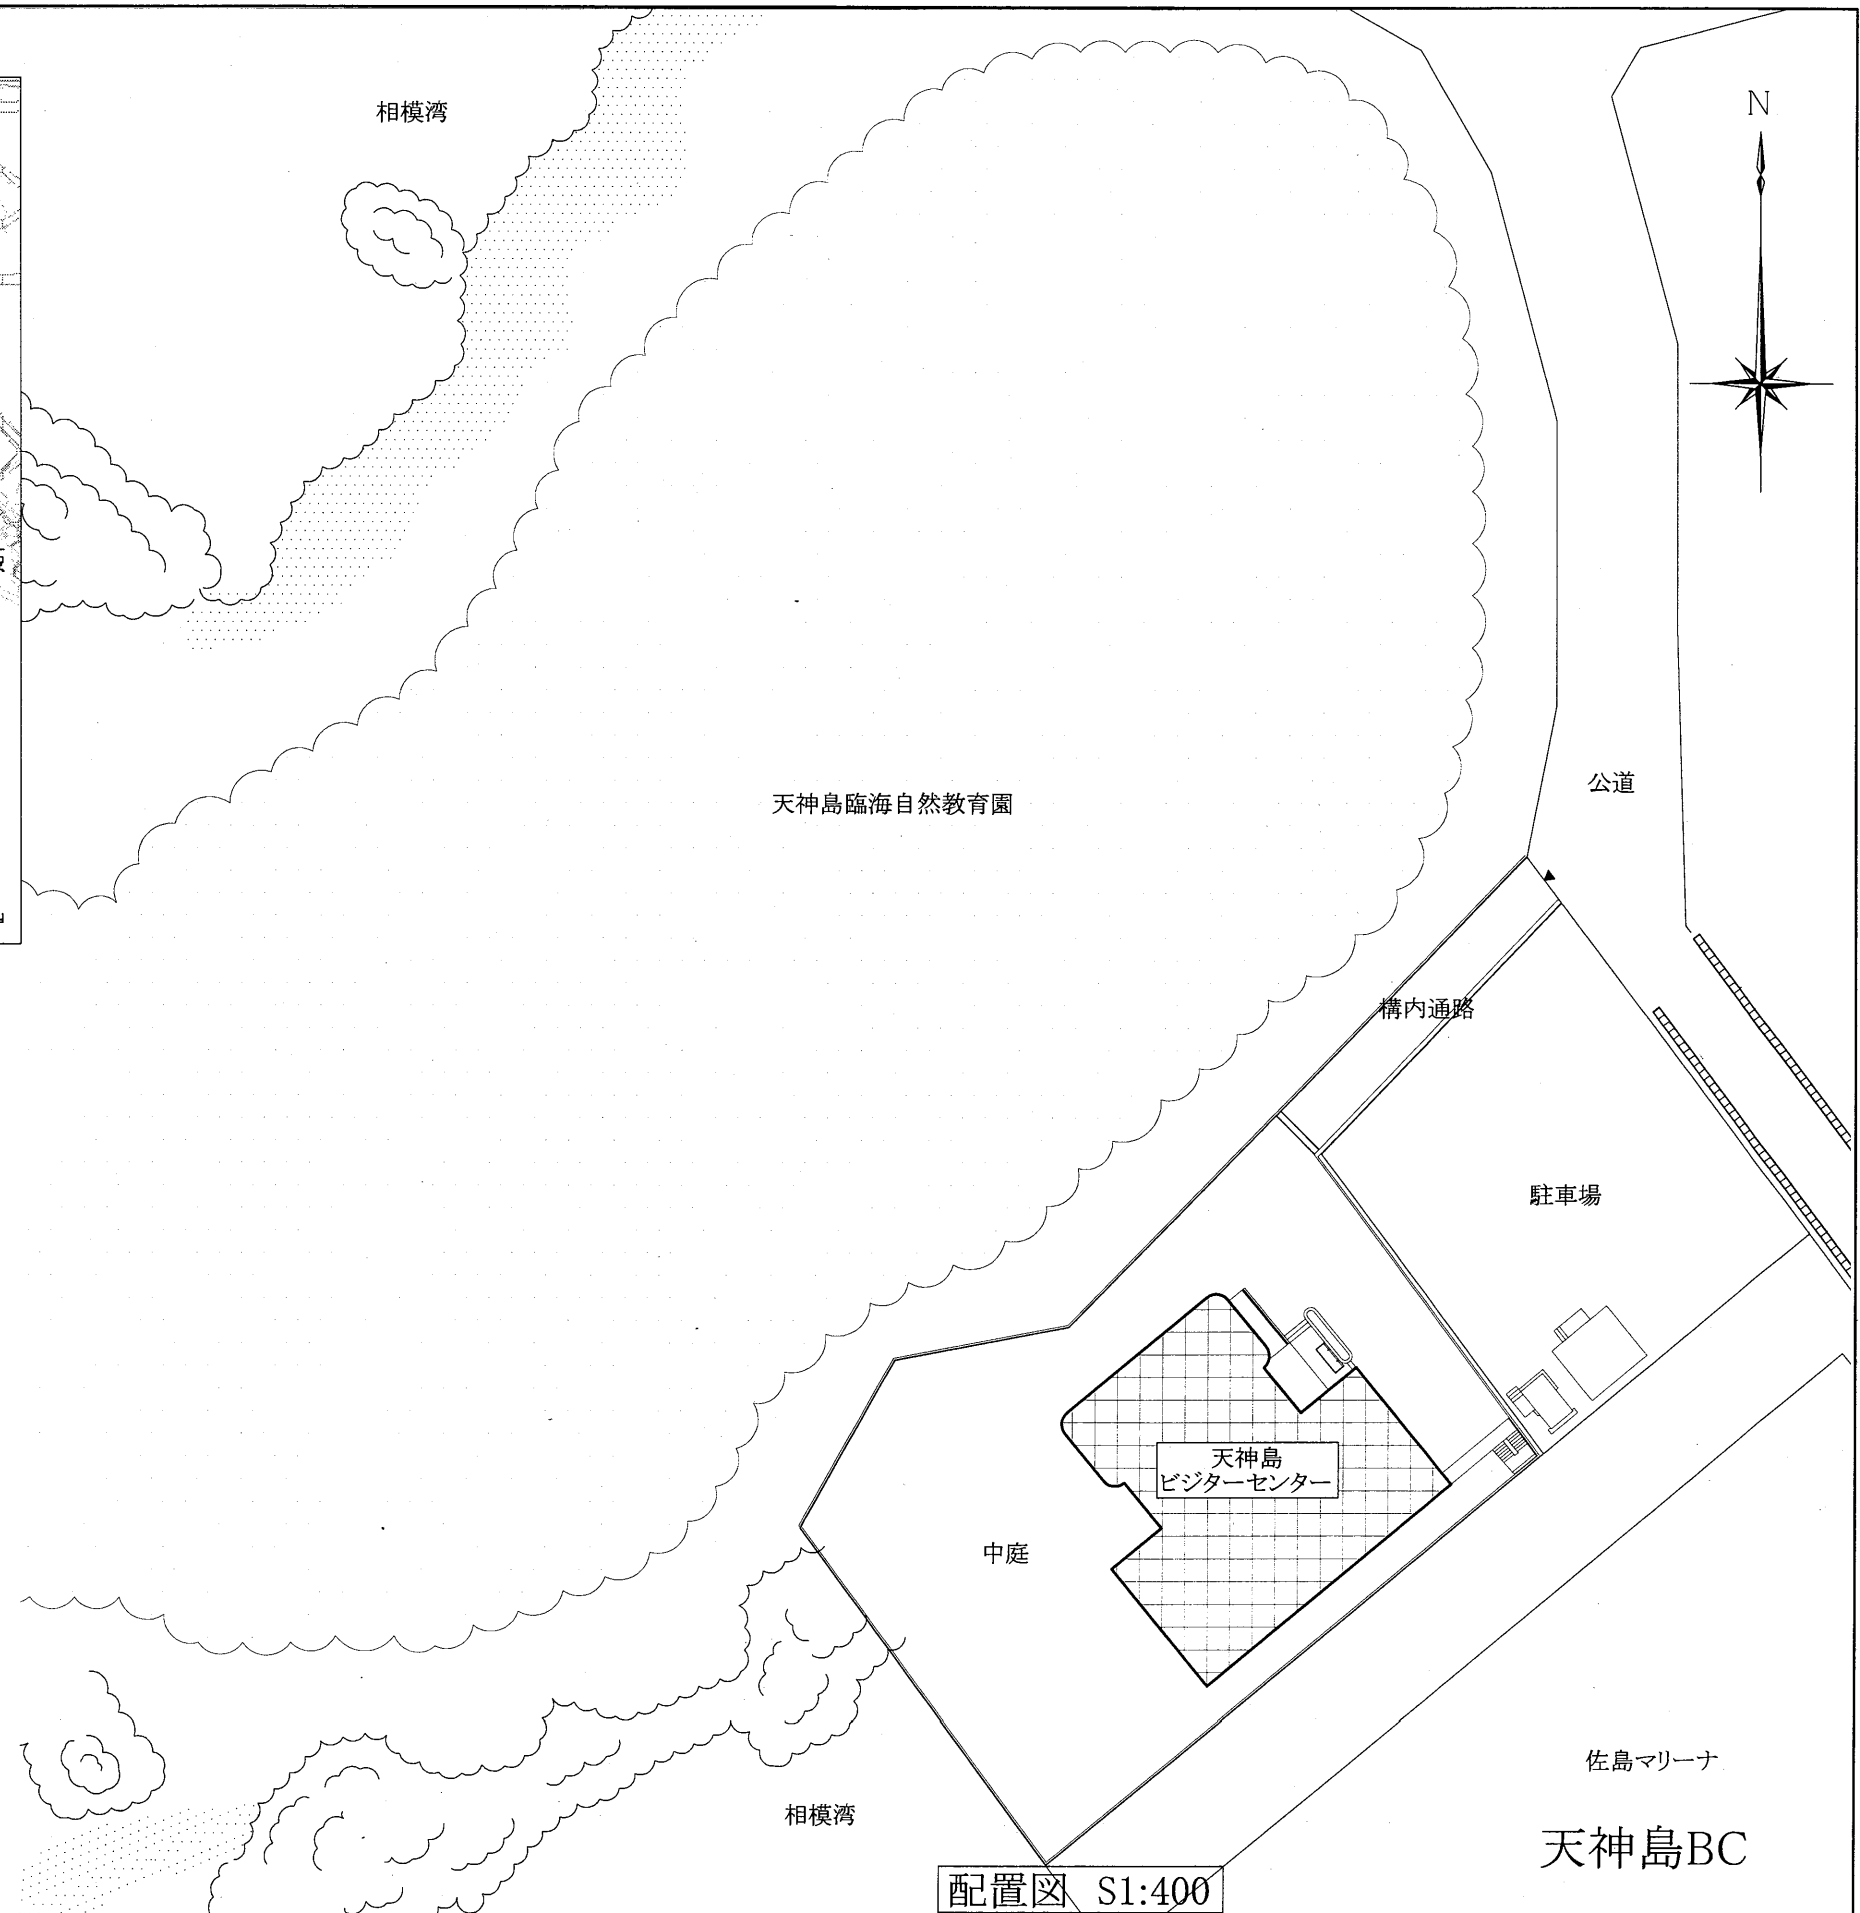 相模湾
N
天神島臨海自然教育園
公道
構内通路
駐車場
天神島
ビジターセンター
中庭
佐島マリーナ
相模湾
天神島BC
配置図 S1:400